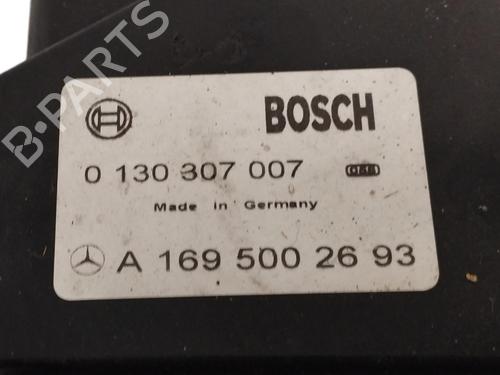 B-PARTS
BOSCH
0 130 307 007
Made in Germany
A 169 500 26 93